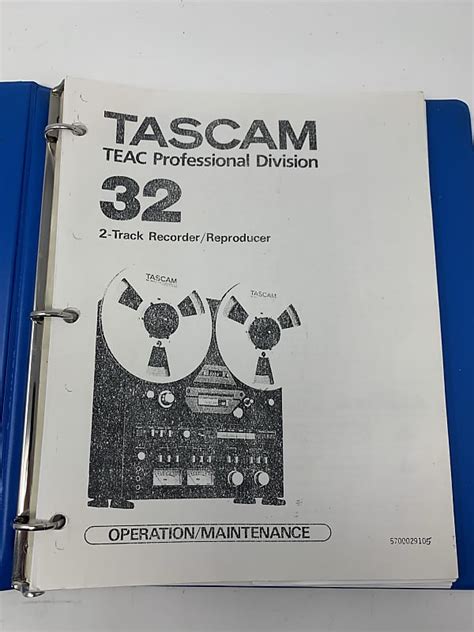 TASCAM
TEAC Professional Division
32
2-Track Recorder/Reproducer
TASCAM
TASCAM
OPERATION/MAINTENANCE
5700029105